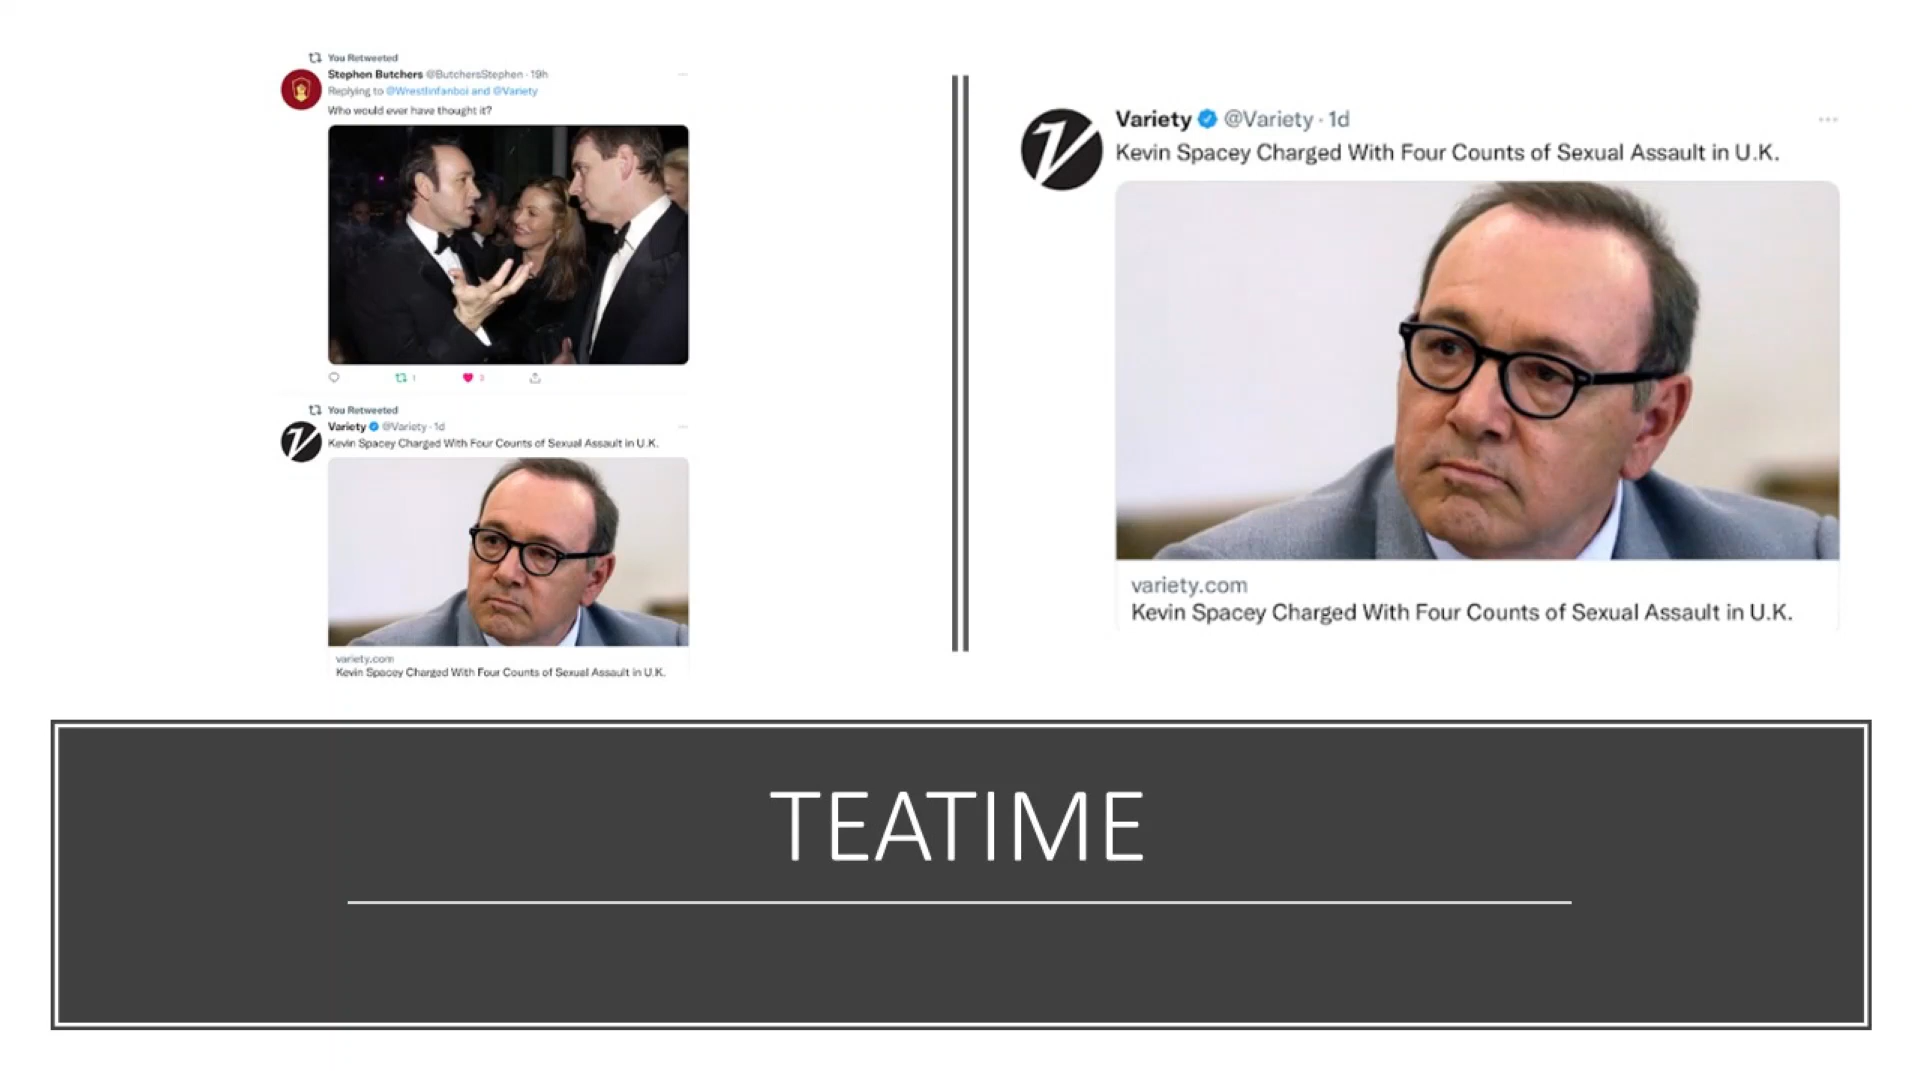 You Retweeted
Stephen Butchers @ButchersStephen · 19h
Replying to @Wrestlinfanboi and @Variety
Who would ever have thought it?
1 3
You Retweeted
Variety @Variety · 1d
Kevin Spacey Charged With Four Counts of Sexual Assault in U.K.
variety.com
Kevin Spacey Charged With Four Counts of Sexual Assault in U.K.
Variety @Variety · 1d
Kevin Spacey Charged With Four Counts of Sexual Assault in U.K.
variety.com
Kevin Spacey Charged With Four Counts of Sexual Assault in U.K.
TEATIME